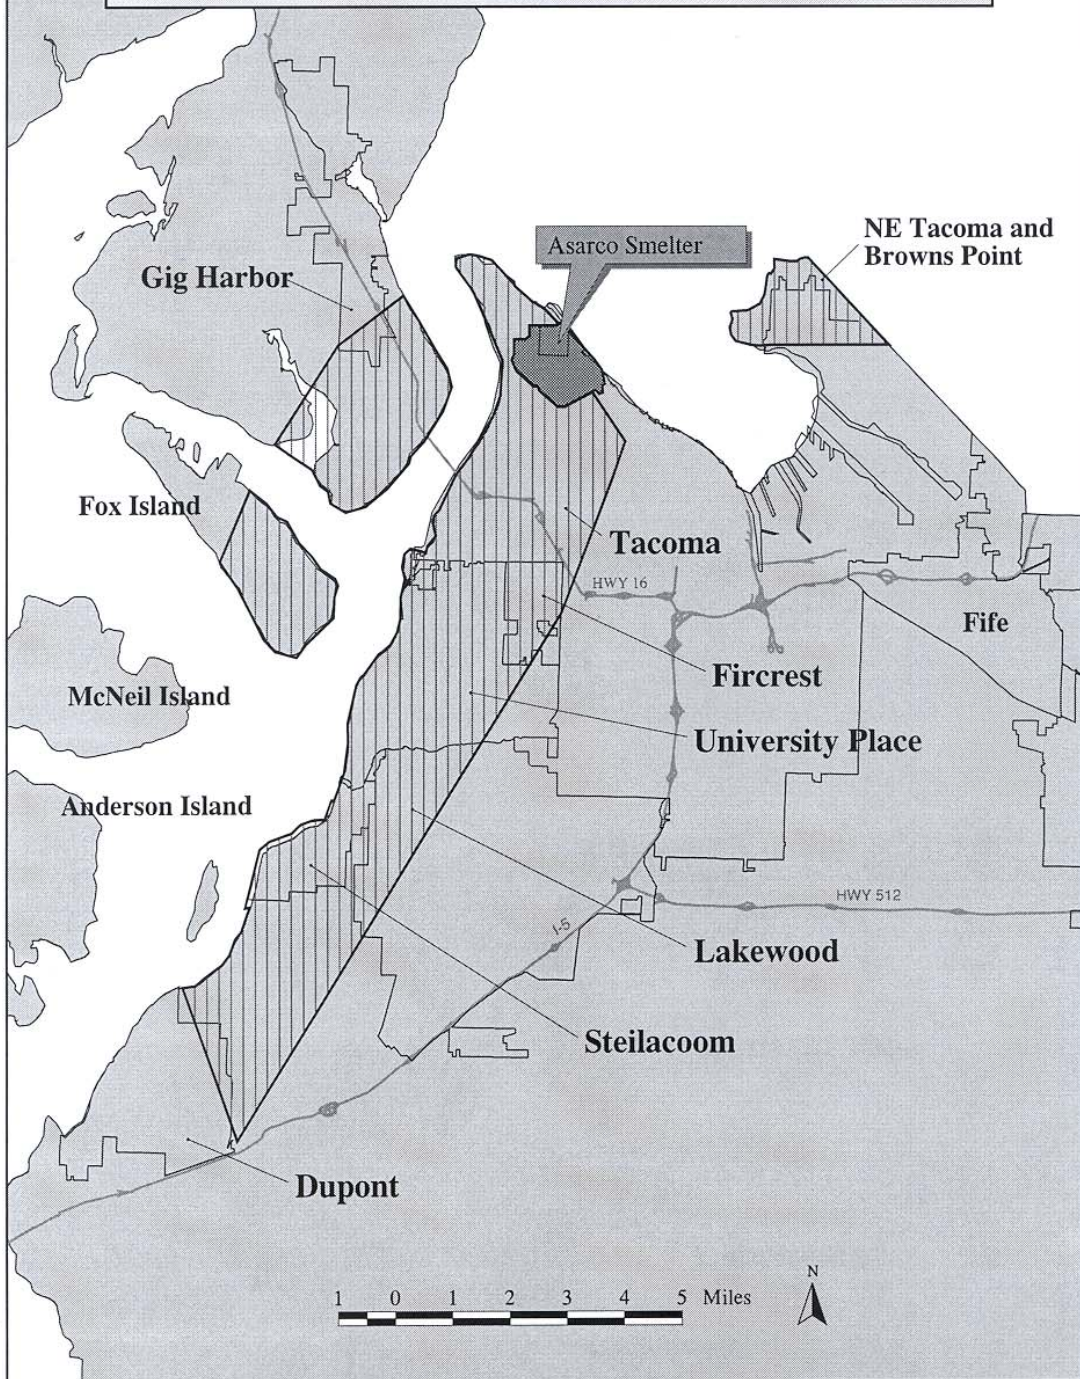 NE Tacoma and
Browns Point
Asarco Smelter
Gig Harbor
Fox Island
Tacoma
HWY 16
Fife
Fircrest
McNeil Island
University Place
Anderson Island
HWY 512
I-5
Lakewood
Steilacoom
Dupont
N
1 0 1 2 3 4 5 Miles